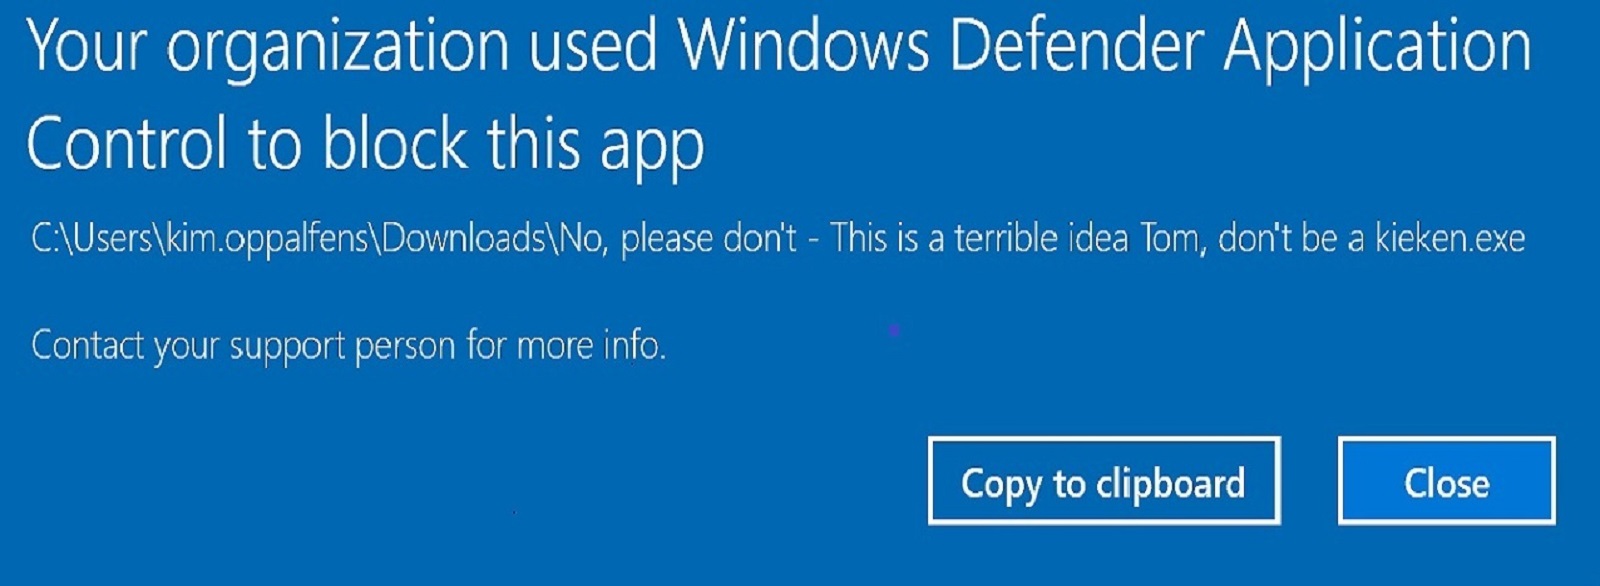 Your organization used Windows Defender Application
Control to block this app
C:\Users\kim.oppalfens\Downloads\No, please don't - This is a terrible idea Tom, don't be a kieken.exe
Contact your support person for more info.
Copy to clipboard
Close